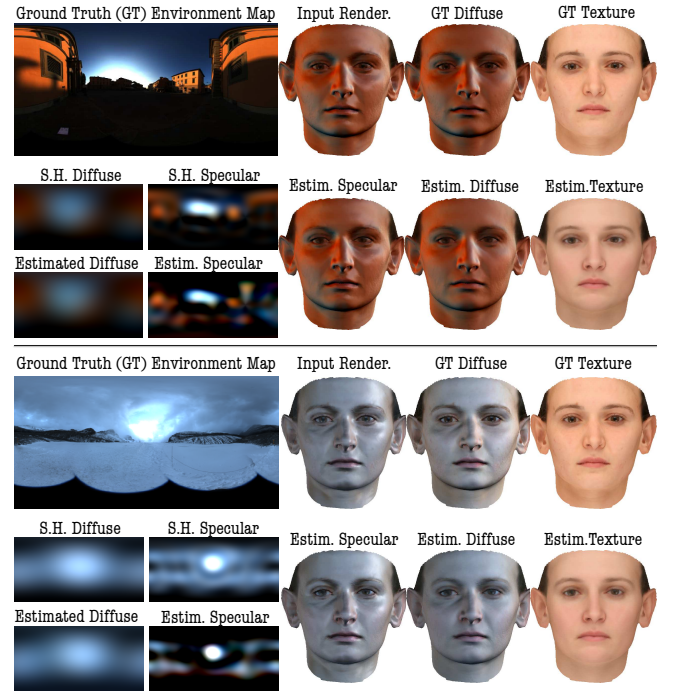 Ground Truth (GT) Environment Map
Input Render.
GT Diffuse
GT Texture
S.H. Diffuse
S.H. Specular
Estim. Specular
Estim. Diffuse
Estim.Texture
Estimated Diffuse
Estim. Specular
Ground Truth (GT) Environment Map
Input Render.
GT Diffuse
GT Texture
S.H. Diffuse
S.H. Specular
Estim. Specular
Estim. Diffuse
Estim.Texture
Estimated Diffuse
Estim. Specular